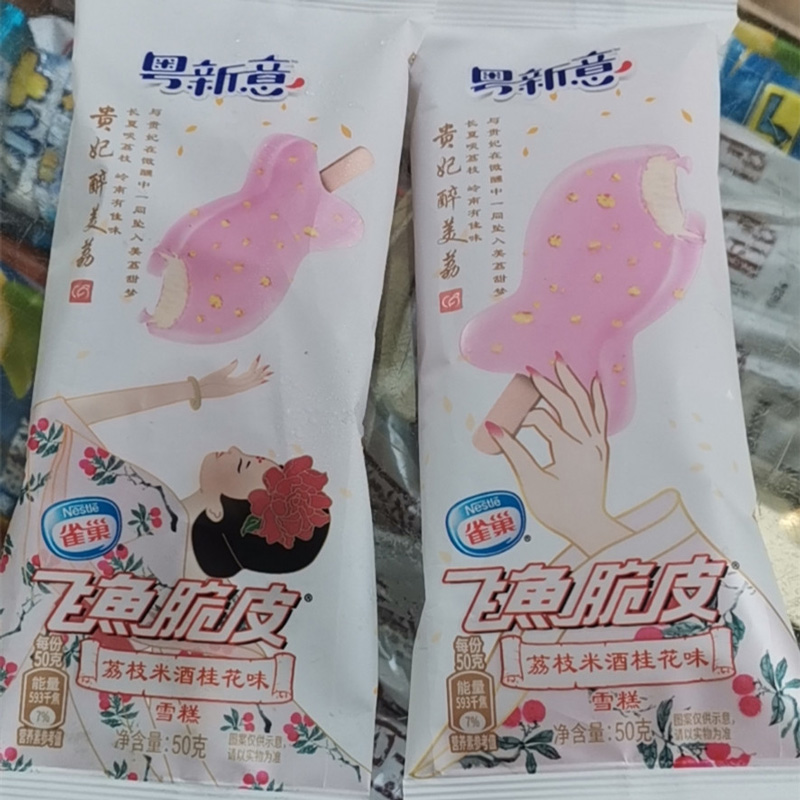 粤新意
贵妃醉美荔
与贵妃在微醺中一同坠入美荔甜梦
长夏啖荔枝 岭南有佳味
Nestlé
雀巢®
飞鱼脆皮®
荔枝米酒桂花味
雪糕
每份
50克
能量
593千焦
7%
营养素参考值
净含量:50克
图案仅供示意,
请以实物为准
粤新意
贵妃醉美荔
与贵妃在微醺中一同坠入美荔甜梦
长夏啖荔枝 岭南有佳味
Nestlé
雀巢®
飞鱼脆皮®
荔枝米酒桂花味
雪糕
每份
50克
能量
593千焦
7%
营养素参考值
净含量:50克
图案仅供示意,
请以实物为准